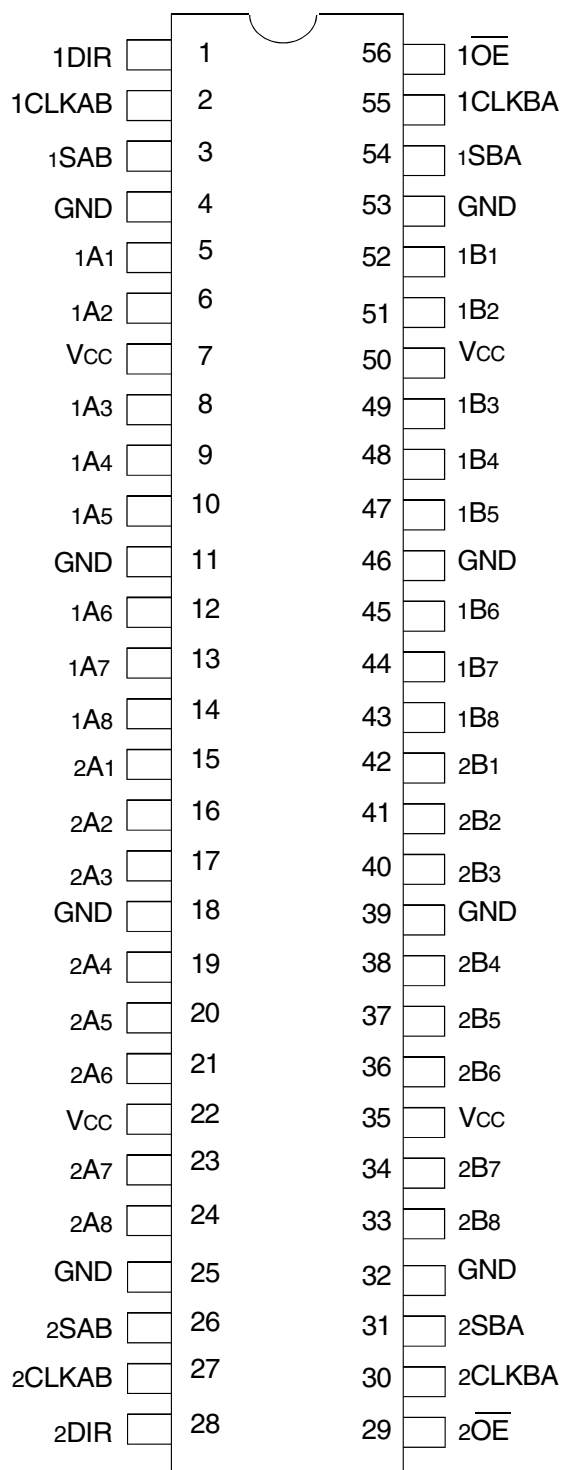 1DIR 1 56 1O̅E̅
1CLKAB 2 55 1CLKBA
1SAB 3 54 1SBA
GND 4 53 GND
1A1 5 52 1B1
1A2 6 51 1B2
VCC 7 50 VCC
1A3 8 49 1B3
1A4 9 48 1B4
1A5 10 47 1B5
GND 11 46 GND
1A6 12 45 1B6
1A7 13 44 1B7
1A8 14 43 1B8
2A1 15 42 2B1
2A2 16 41 2B2
2A3 17 40 2B3
GND 18 39 GND
2A4 19 38 2B4
2A5 20 37 2B5
2A6 21 36 2B6
VCC 22 35 VCC
2A7 23 34 2B7
2A8 24 33 2B8
GND 25 32 GND
2SAB 26 31 2SBA
2CLKAB 27 30 2CLKBA
2DIR 28 29 2O̅E̅